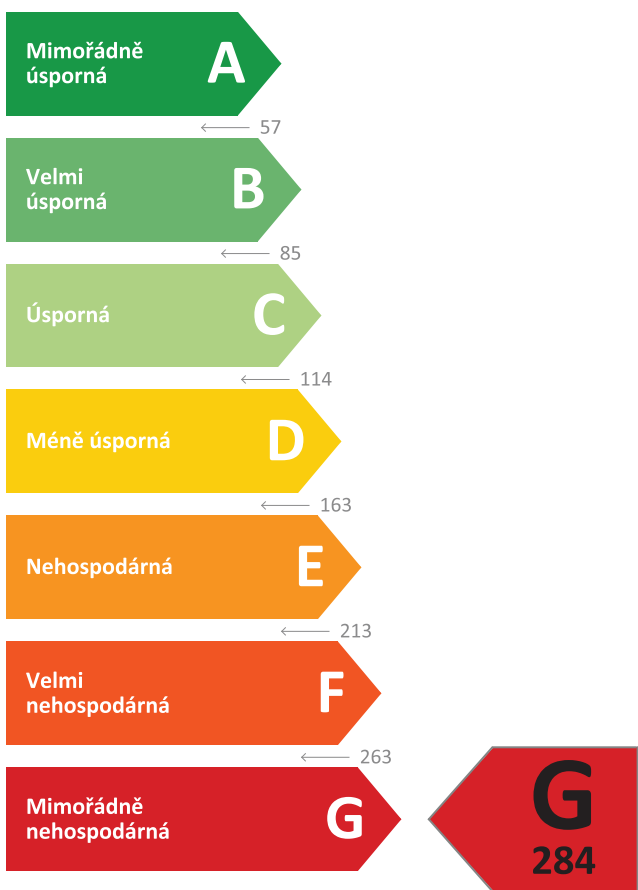 Mimořádně
úsporná
A
57
Velmi
úsporná
B
85
Úsporná
C
114
Méně úsporná
D
163
Nehospodárná
E
213
Velmi
nehospodárná
F
263
Mimořádně
nehospodárná
G
G
284